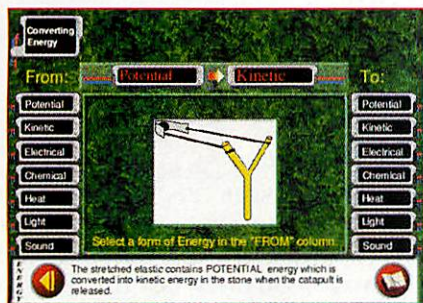 Converting
Energy
From:
Potential
Kinetic
To:
Potential
Kinetic
Electrical
Chemical
Heat
Light
Sound
Potential
Kinetic
Electrical
Chemical
Heat
Light
Sound
Select a form of Energy in the "FROM" column.
ENERGY
The stretched elastic contains POTENTIAL energy which is
converted into kinetic energy in the stone when the catapult is
released.